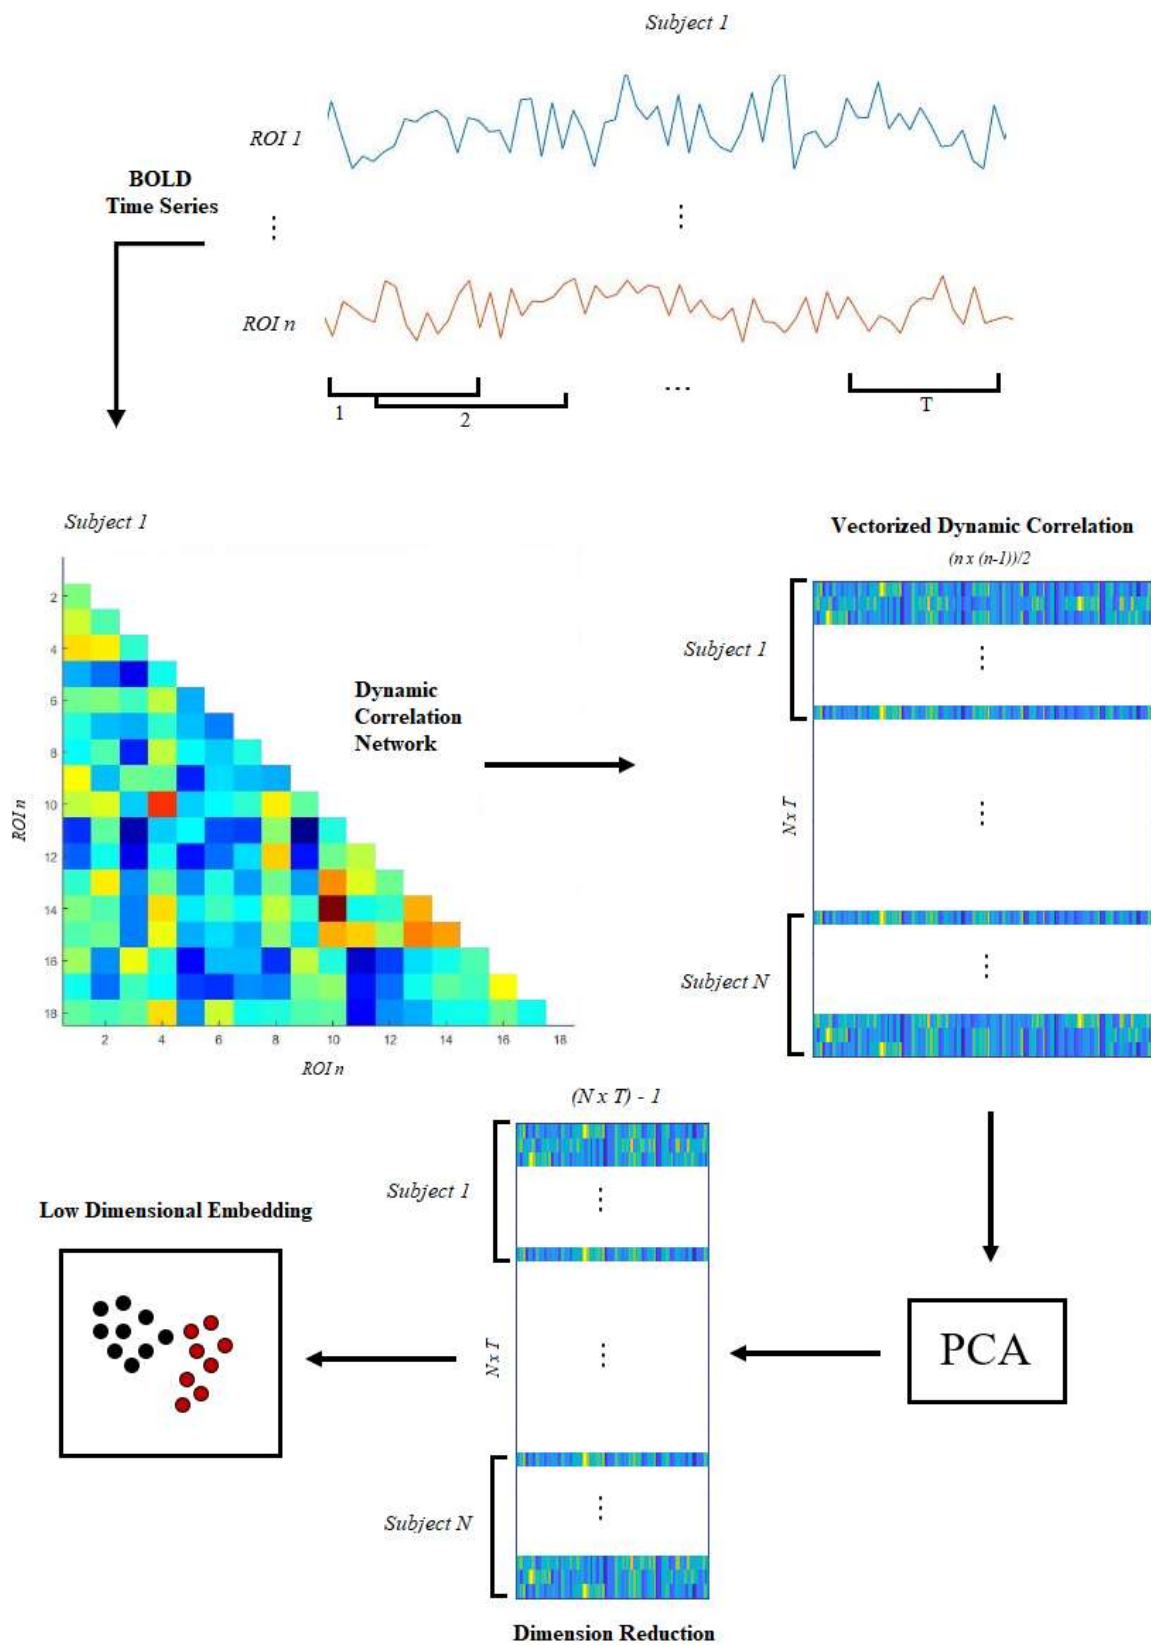 Subject 1
ROI 1
BOLD
Time Series
ROI n
...
1
2
T
Subject 1
2
4
6
8
10
12
14
16
18
ROI n
2
4
6
8
10
12
14
16
18
ROI n
Dynamic
Correlation
Network
Vectorized Dynamic Correlation
(n x (n-1))/2
Subject 1
N x T
Subject N
(N x T) - 1
Subject 1
N x T
Subject N
Dimension Reduction
PCA
Low Dimensional Embedding